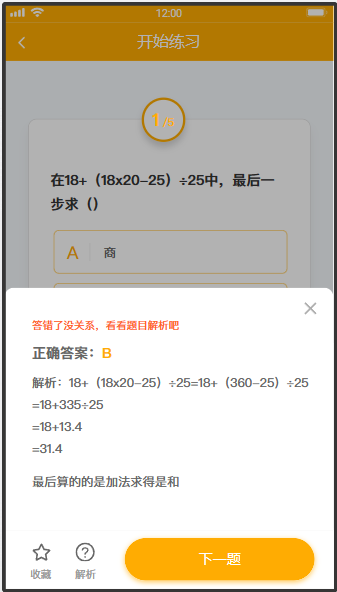 12:00
开始练习
1/5
在18+（18x20-25）÷25中，最后一
步求（）
A 商
答错了没关系，看看题目解析吧
正确答案：B
解析：18+（18x20-25）÷25=18+（360-25）÷25
=18+335÷25
=18+13.4
=31.4
最后算的的是加法求得是和
收藏 解析 下一题